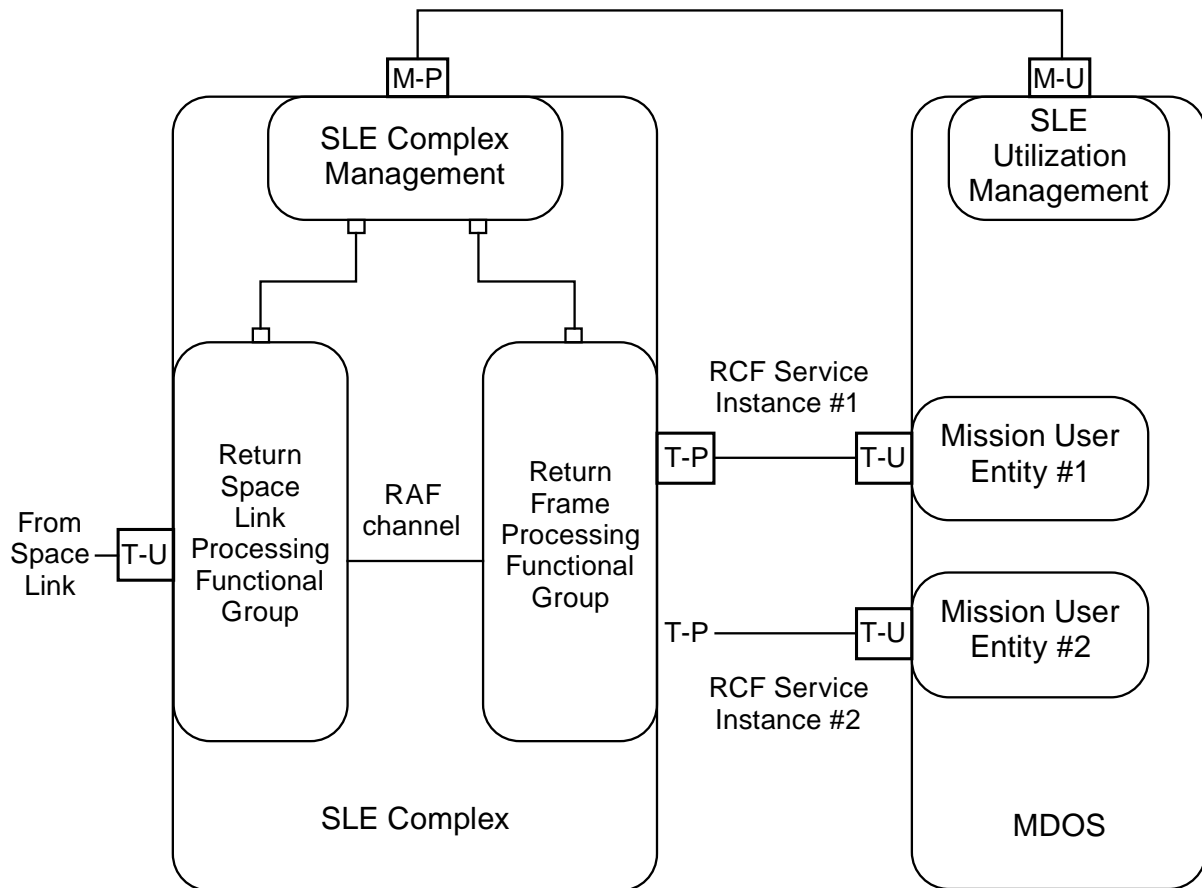 M-P
M-U
SLE Complex
Management
SLE
Utilization
Management
RCF Service
Instance #1
Mission User
Entity #1
T-P
T-U
Return
Space
Link
Processing
Functional
Group
RAF
channel
Return
Frame
Processing
Functional
Group
From
Space
Link
T-U
Mission User
Entity #2
T-P
T-U
RCF Service
Instance #2
SLE Complex
MDOS